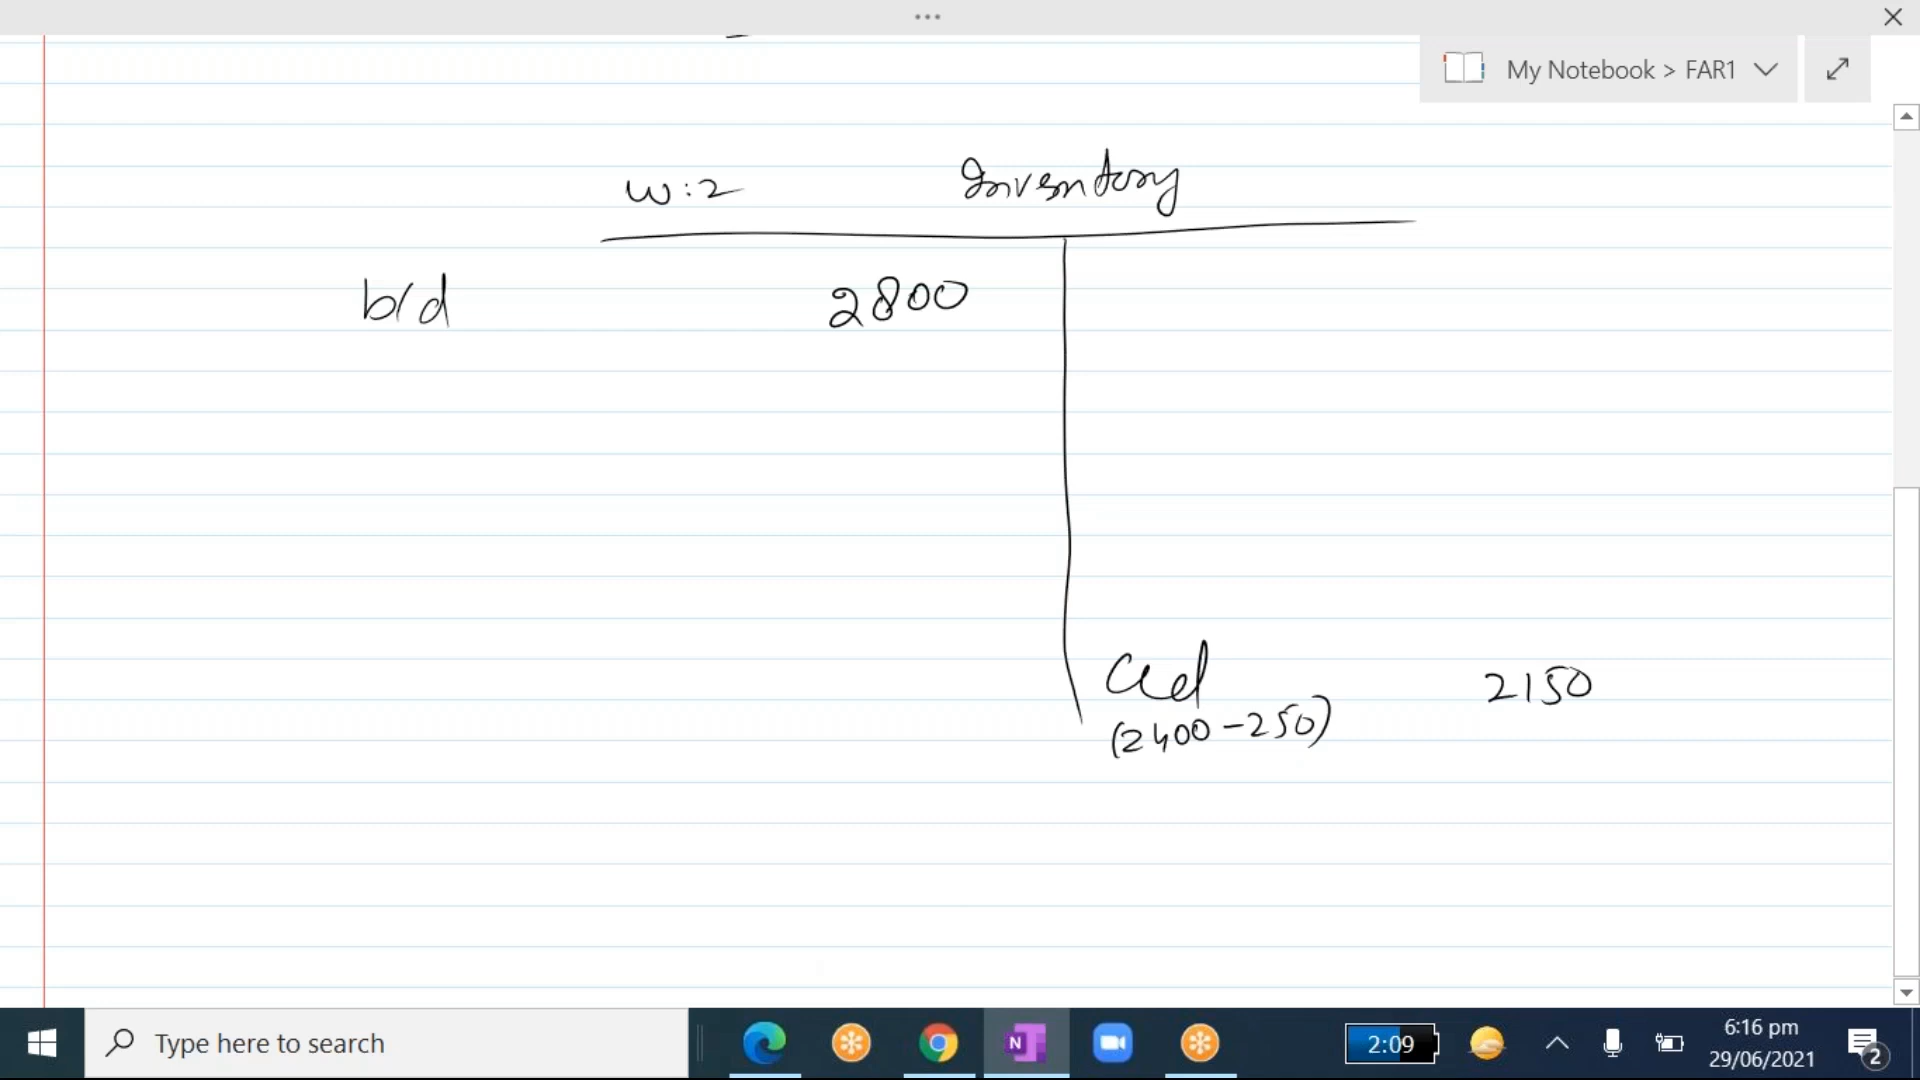 My Notebook > FAR1
W:2 Inventory
b/d 2800
c/d 2150
(2400-250)
Type here to search
N
2:09
6:16 pm
29/06/2021
2